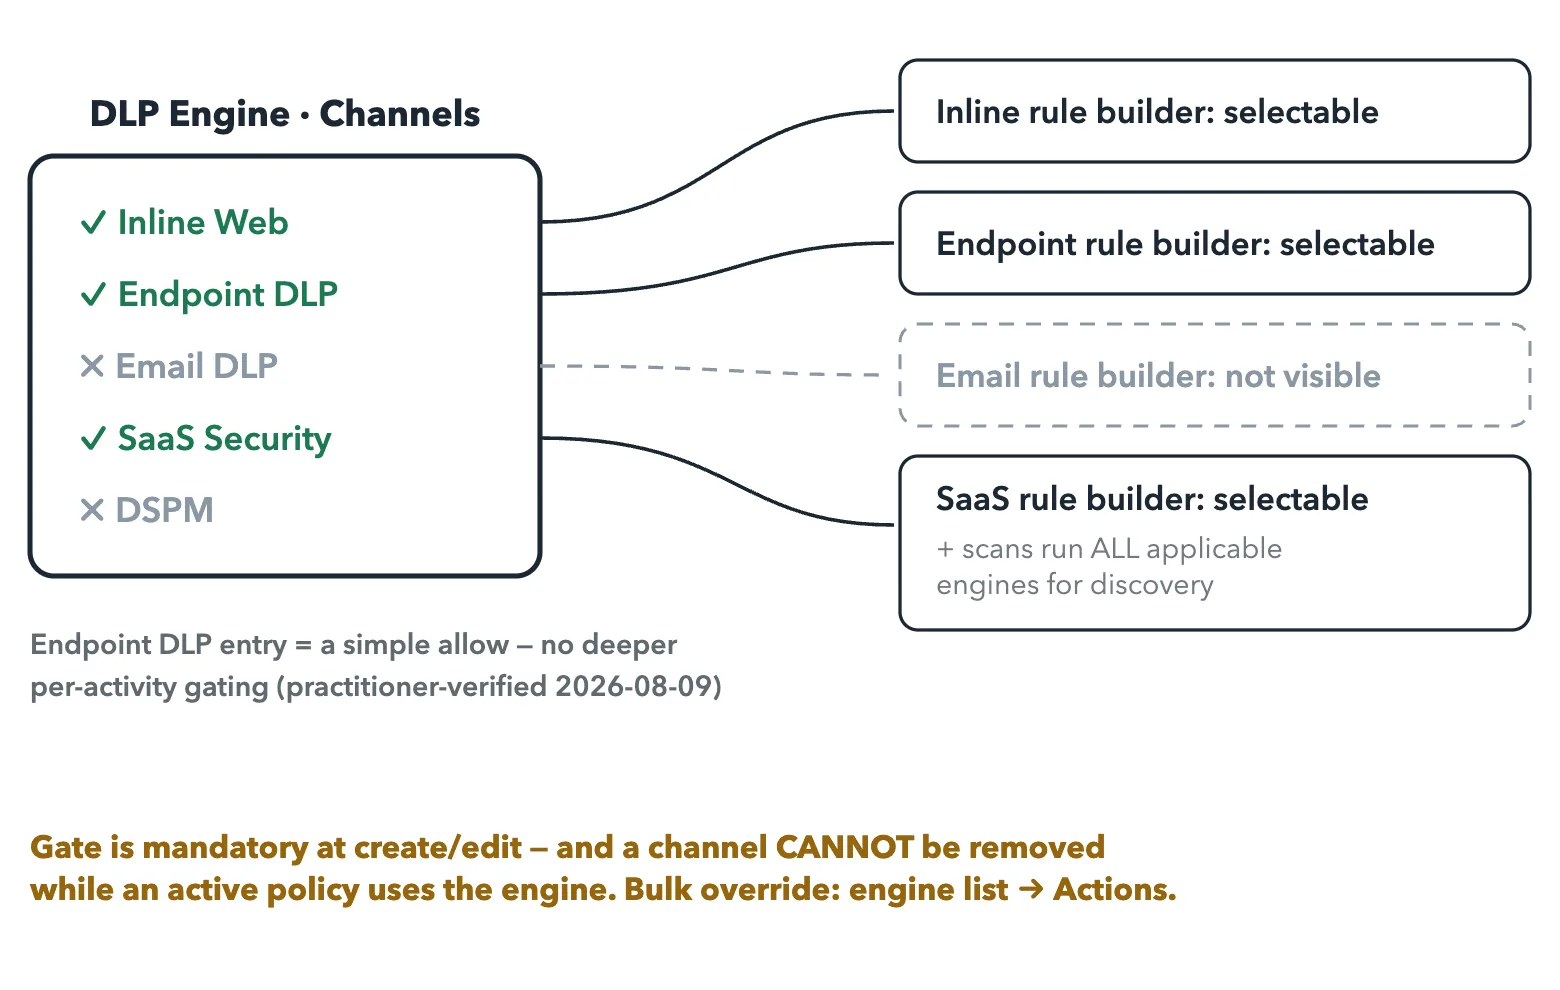 DLP Engine · Channels
✓ Inline Web
✓ Endpoint DLP
✕ Email DLP
✓ SaaS Security
✕ DSPM
Inline rule builder: selectable
Endpoint rule builder: selectable
Email rule builder: not visible
SaaS rule builder: selectable
+ scans run ALL applicable
engines for discovery
Endpoint DLP entry = a simple allow – no deeper
per-activity gating (practitioner-verified 2026-08-09)
Gate is mandatory at create/edit – and a channel CANNOT be removed
while an active policy uses the engine. Bulk override: engine list → Actions.